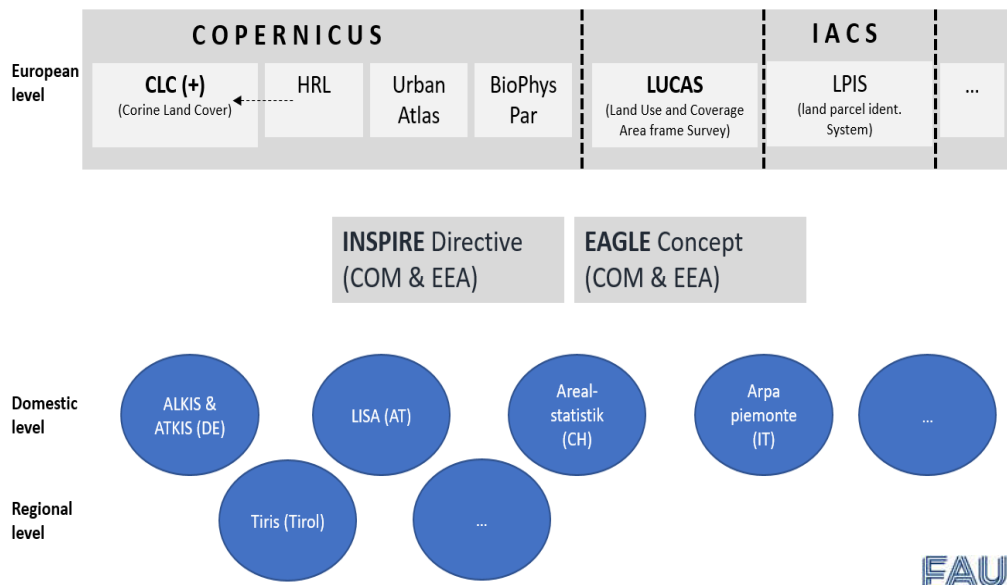 COPERNICUS
IACS
European
level
CLC (+)
(Corine Land Cover)
HRL
Urban
Atlas
BioPhys
Par
LUCAS
(Land Use and Coverage
Area frame Survey)
LPIS
(land parcel ident.
System)
...
INSPIRE Directive
(COM & EEA)
EAGLE Concept
(COM & EEA)
Domestic
level
ALKIS &
ATKIS (DE)
LISA (AT)
Areal-
statistik
(CH)
Arpa
piemonte
(IT)
...
Regional
level
Tiris (Tirol)
...
FAU